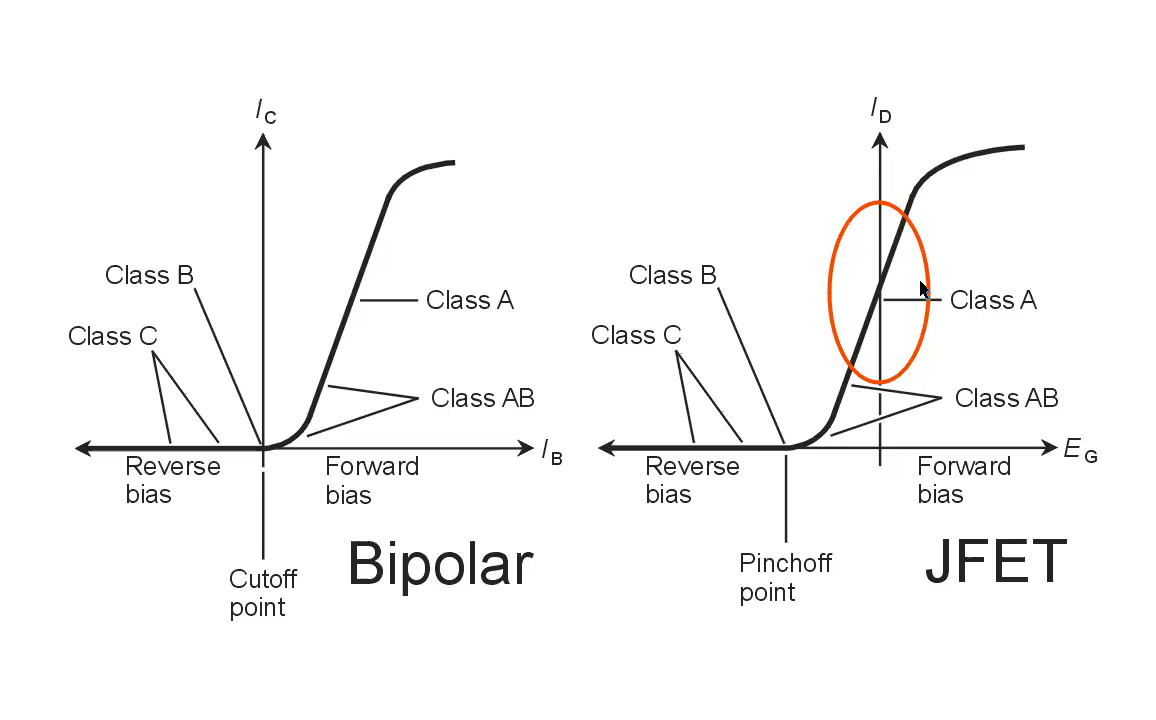 I C
Class B
Class C
Class A
Class AB
I B
Reverse
bias
Forward
bias
Cutoff
point
Bipolar
I D
Class B
Class C
Class A
Class AB
E G
Reverse
bias
Forward
bias
Pinchoff
point
JFET